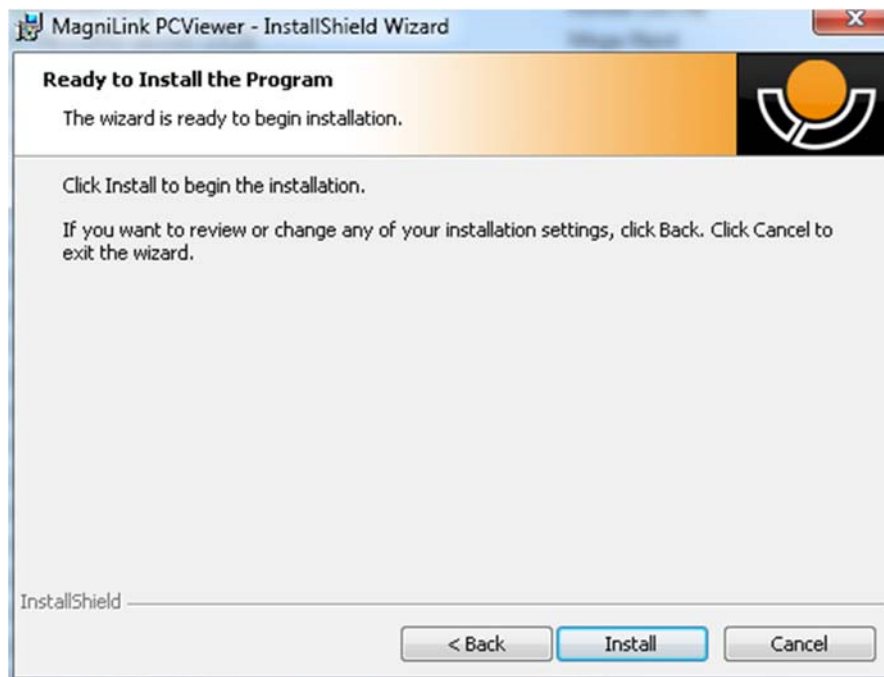 MagniLink PCViewer - InstallShield Wizard
Ready to Install the Program
The wizard is ready to begin installation.
Click Install to begin the installation.
If you want to review or change any of your installation settings, click Back. Click Cancel to
exit the wizard.
InstallShield
< Back
Install
Cancel